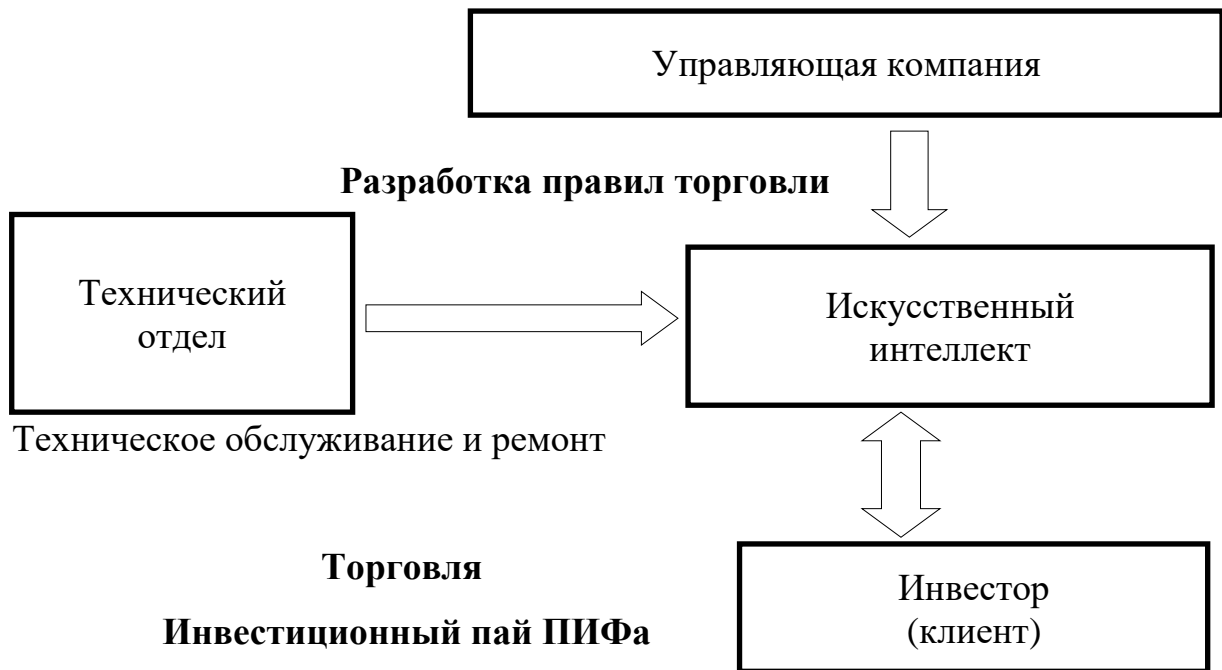 Управляющая компания
Разработка правил торговли
Технический
отдел
Искусственный
интеллект
Техническое обслуживание и ремонт
Торговля
Инвестиционный пай ПИФа
Инвестор
(клиент)